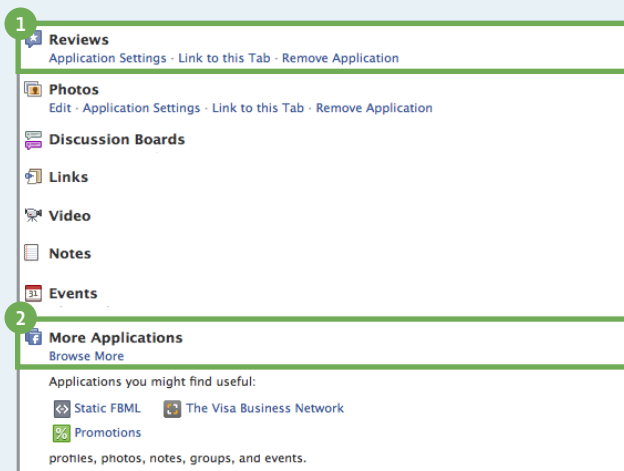 1
Reviews
Application Settings · Link to this Tab · Remove Application
Photos
Edit · Application Settings · Link to this Tab · Remove Application
Discussion Boards
Links
Video
Notes
31 Events
2
More Applications
Browse More
Applications you might find useful:
Static FBML The Visa Business Network
Promotions
profiles, photos, notes, groups, and events.